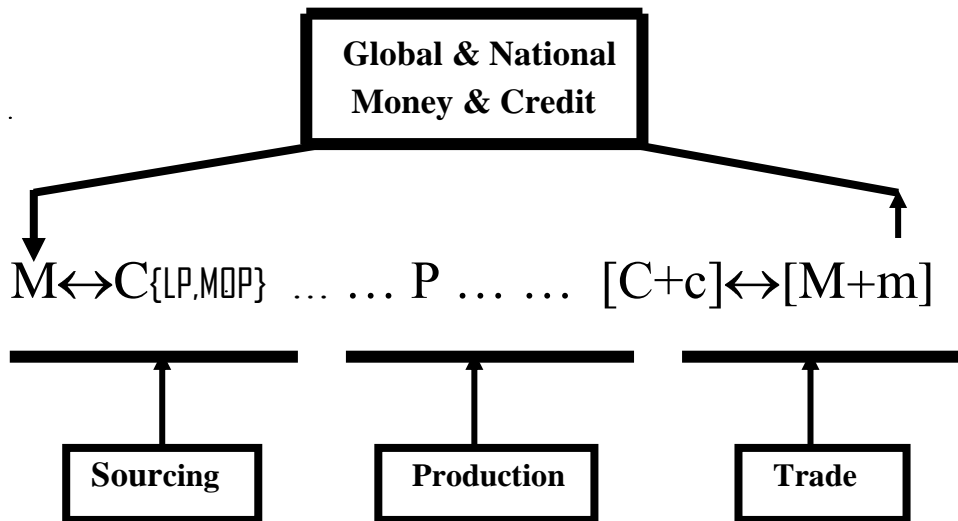 Global & National
Money & Credit
.
M↔C{LP,MOP} ... ... P ... ... [C+c]↔[M+m]
Sourcing
Production
Trade